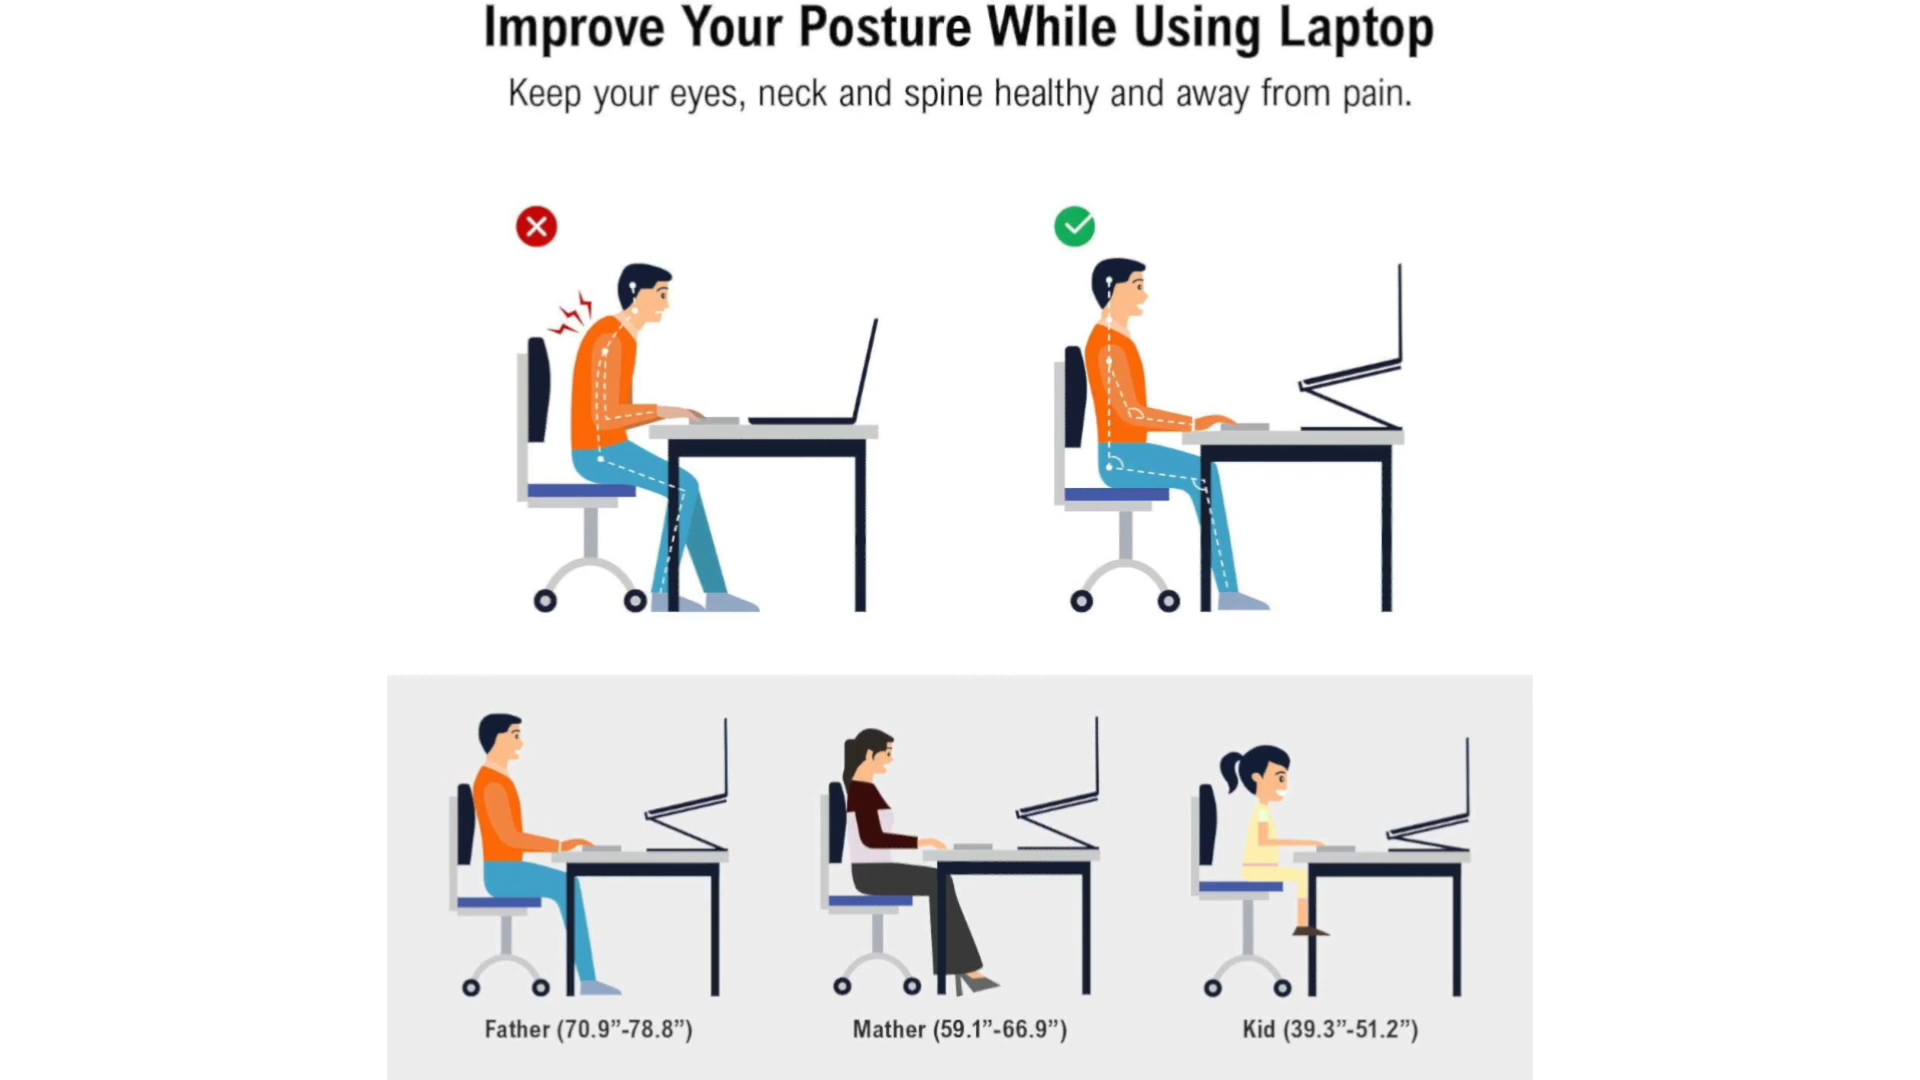 Improve Your Posture While Using Laptop
Keep your eyes, neck and spine healthy and away from pain.
Father (70.9”-78.8”)
Mather (59.1”-66.9”)
Kid (39.3”-51.2”)